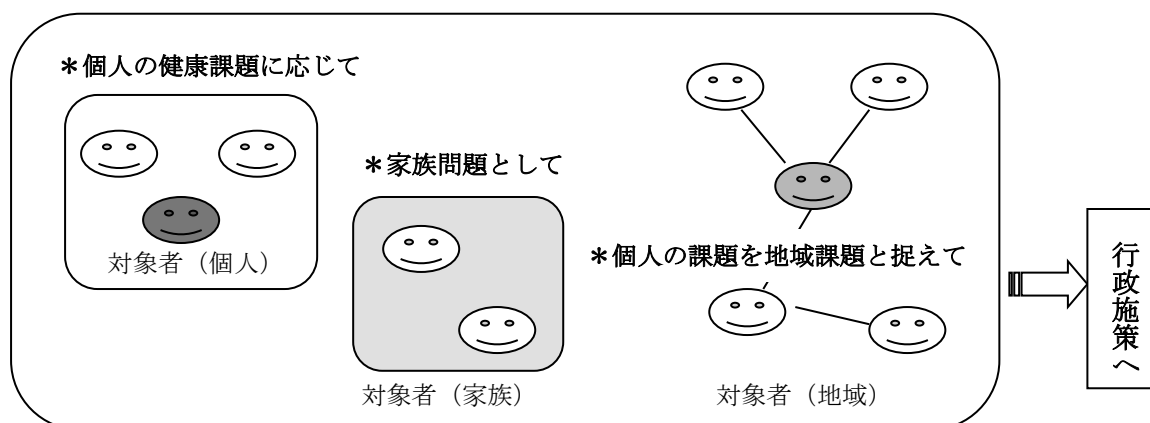 ＊個人の健康課題に応じて
対象者（個人）
＊家族問題として
対象者（家族）
＊個人の課題を地域課題と捉えて
対象者（地域）
行政施策へ